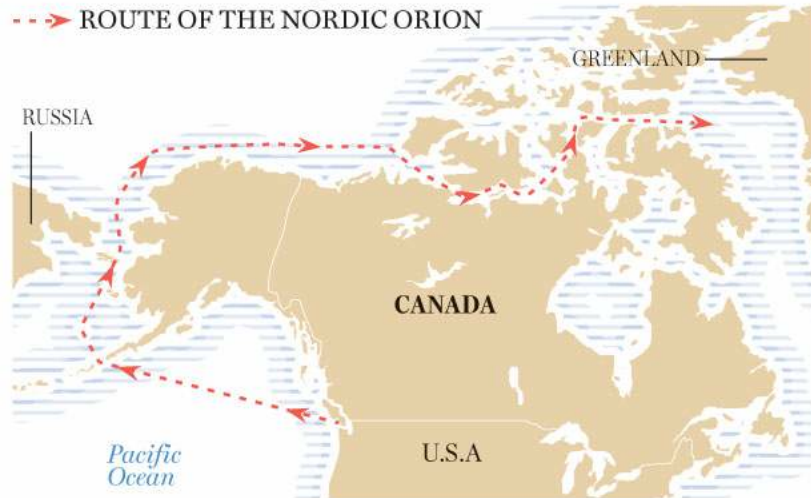 ROUTE OF THE NORDIC ORION
GREENLAND
RUSSIA
CANADA
U.S.A
Pacific
Ocean